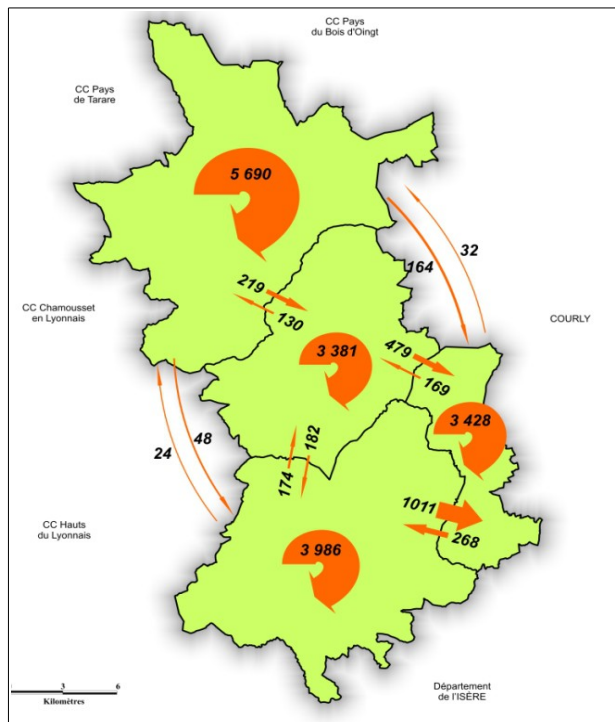 CC Pays
du Bois d'Oingt
CC Pays
de Tarare
5 690
32
164
219
130
CC Chamousset
en Lyonnais
COURLY
479
3 381
169
3 428
48
24
182
174
1011
268
CC Hauts
du Lyonnais
3 986
Département
de l'ISÈRE
3
6
Kilomètres